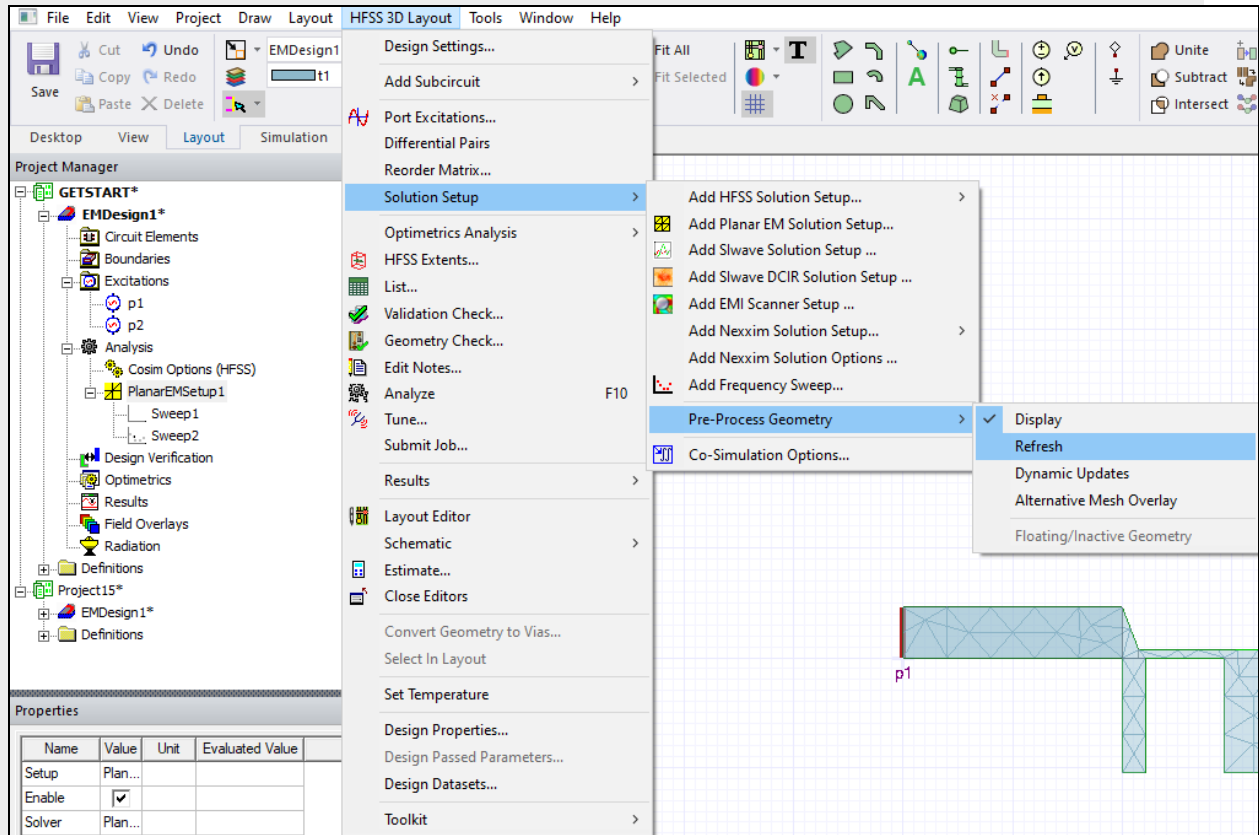 File Edit View Project Draw Layout HFSS 3D Layout Tools Window Help
Save
Cut Undo
Copy Redo
Paste Delete
EMDesign1
t1
Fit All
Fit Selected
T
A
Unite
Subtract
Intersect
Desktop View Layout Simulation
Project Manager
GETSTART*
EMDesign1*
Circuit Elements
Boundaries
Excitations
p1
p2
Analysis
Cosim Options (HFSS)
PlanarEMSetup1
Sweep1
Sweep2
Design Verification
Optimetrics
Results
Field Overlays
Radiation
Definitions
Project15*
EMDesign1*
Definitions
Properties
Name Value Unit Evaluated Value
Setup Plan...
Enable
Solver Plan...
Design Settings...
Add Subcircuit
Port Excitations...
Differential Pairs
Reorder Matrix...
Solution Setup
Optimetrics Analysis
HFSS Extents...
List...
Validation Check...
Geometry Check...
Edit Notes...
Analyze F10
Tune...
Submit Job...
Results
Layout Editor
Schematic
Estimate...
Close Editors
Convert Geometry to Vias...
Select In Layout
Set Temperature
Design Properties...
Design Passed Parameters...
Design Datasets...
Toolkit
Add HFSS Solution Setup...
Add Planar EM Solution Setup...
Add SIwave Solution Setup ...
Add SIwave DCIR Solution Setup ...
Add EMI Scanner Setup ...
Add Nexxim Solution Setup...
Add Nexxim Solution Options ...
Add Frequency Sweep...
Pre-Process Geometry
Co-Simulation Options...
Display
Refresh
Dynamic Updates
Alternative Mesh Overlay
Floating/Inactive Geometry
p1